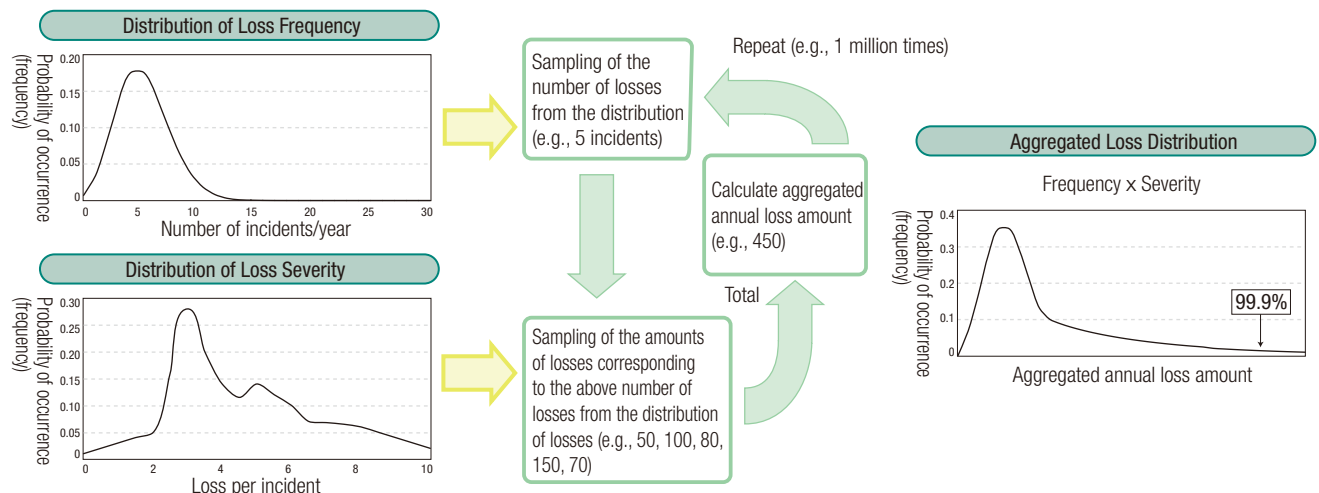 Distribution of Loss Frequency
Probability of occurrence
(frequency)
0.20
0.15
0.10
0.05
0
0 5 10 15 20 25 30
Number of incidents/year
Distribution of Loss Severity
Probability of occurrence
(frequency)
0.30
0.25
0.20
0.15
0.10
0.05
0
0 2 4 6 8 10
Loss per incident
Sampling of the
number of losses
from the distribution
(e.g., 5 incidents)
Sampling of the amounts
of losses corresponding
to the above number of
losses from the distribution
of losses (e.g., 50, 100, 80,
150, 70)
Total
Calculate aggregated
annual loss amount
(e.g., 450)
Repeat (e.g., 1 million times)
Aggregated Loss Distribution
Frequency x Severity
Probability of occurrence
(frequency)
0.4
0.3
0.2
0.1
0
99.9%
Aggregated annual loss amount